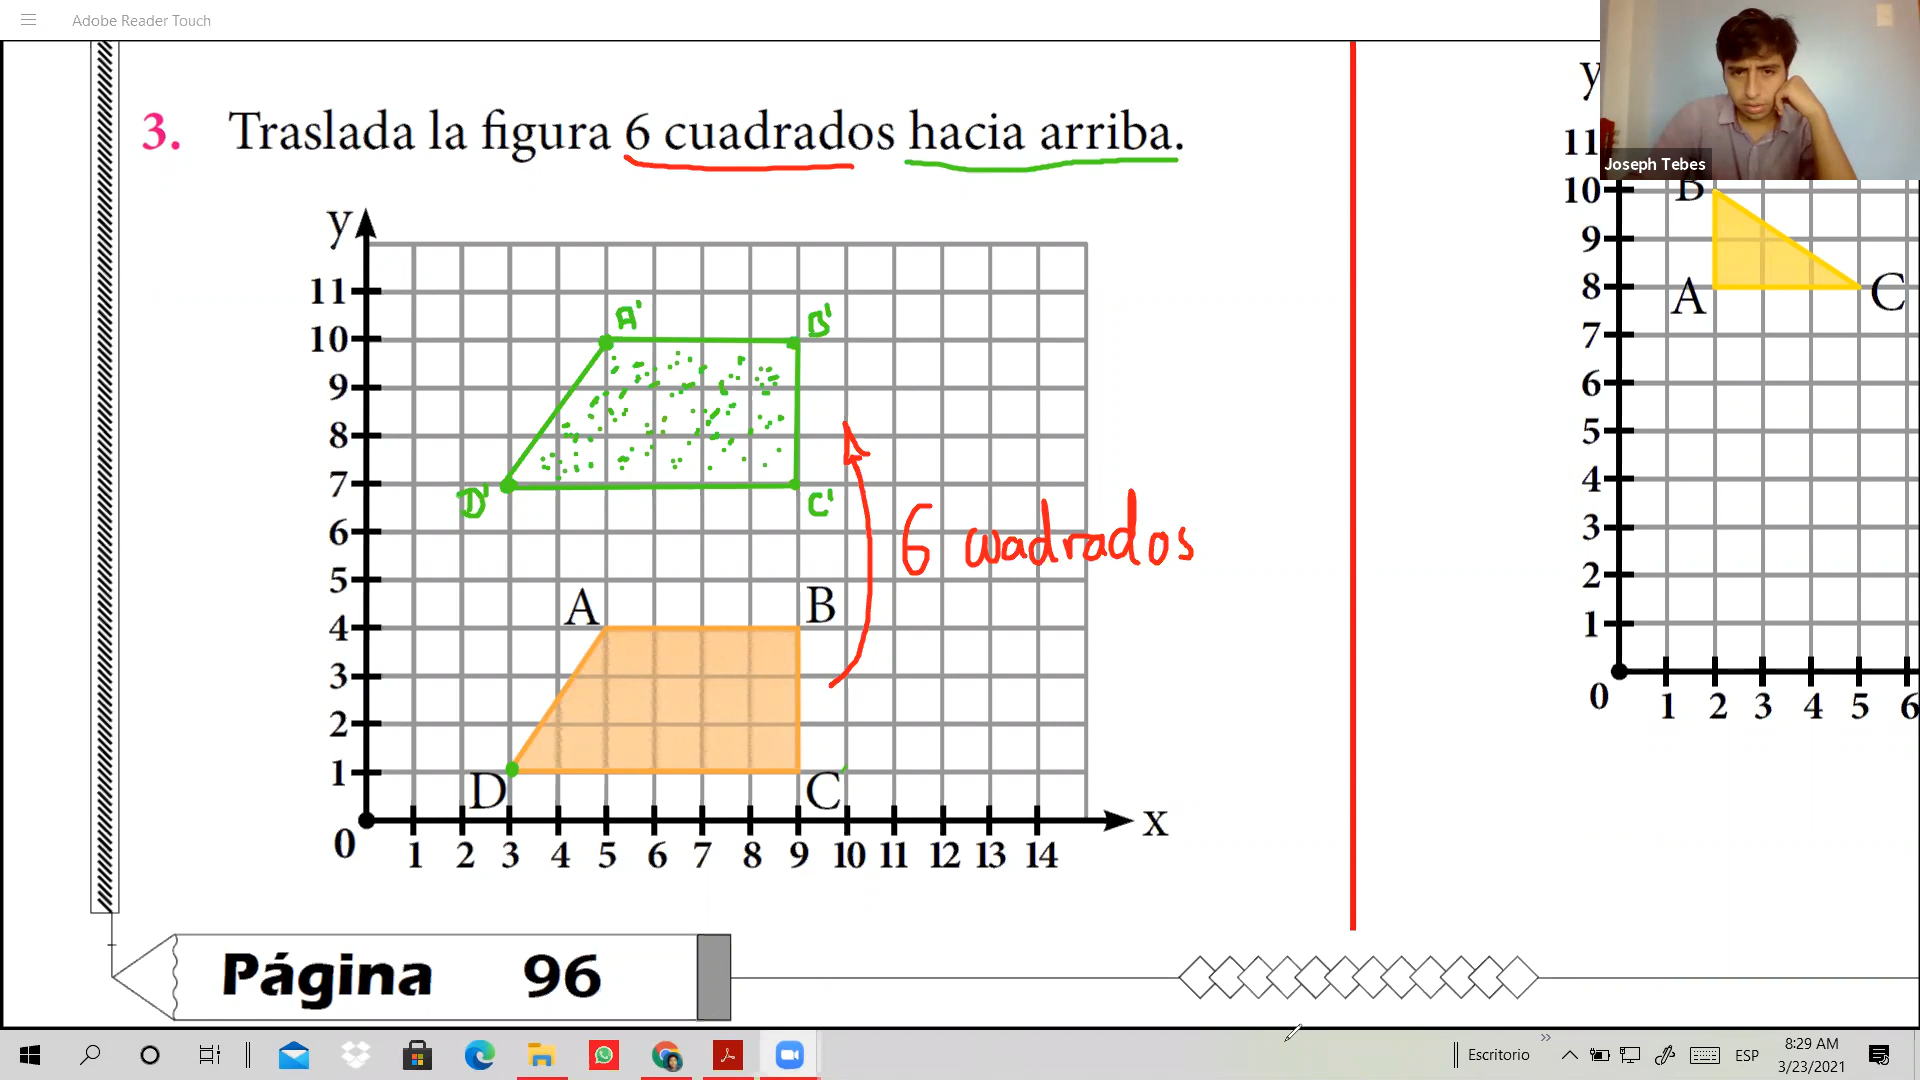 Adobe Reader Touch
3. Traslada la figura 6 cuadrados hacia arriba.
y
11
10
9
8
7
6
5
4
3
2
1
0
1 2 3 4 5 6 7 8 9 10 11 12 13 14
x
A' B'
D' C'
6 cuadrados
A B
D C
y
11
10
9
8
7
6
5
4
3
2
1
0
1 2 3 4 5 6
B
A C
Joseph Tebes
Página 96
Escritorio
ESP
8:29 AM
3/23/2021